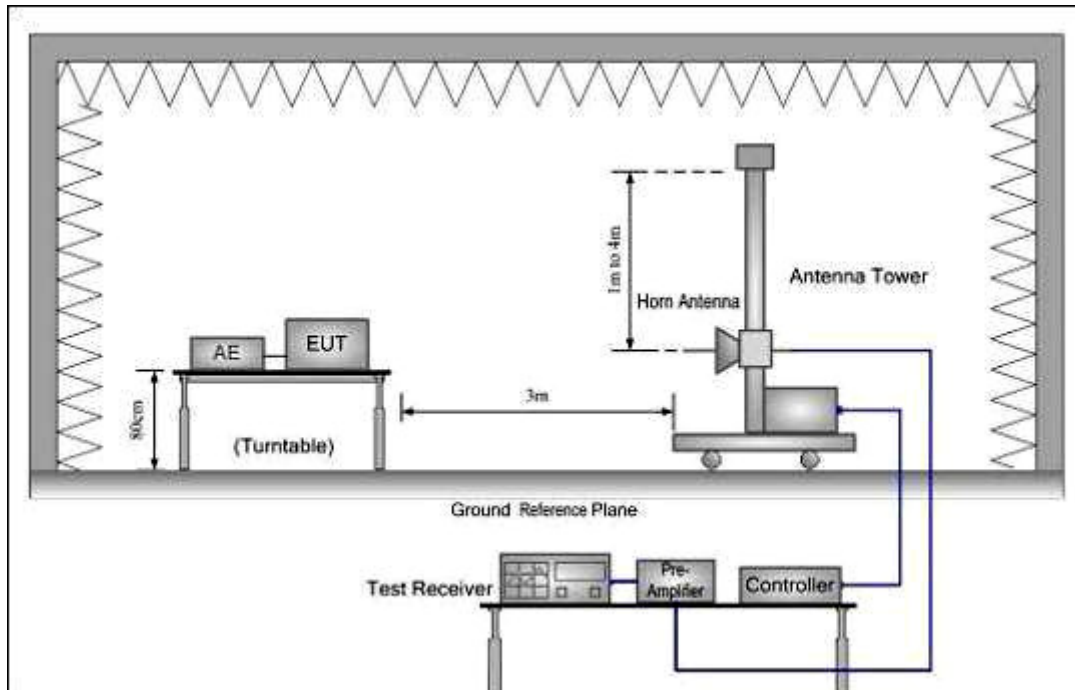 1m to 4m
Antenna Tower
Horn Antenna
AE
EUT
3m
80cm
(Turntable)
Ground Reference Plane
Test Receiver
Pre-
Amplifier
Controller